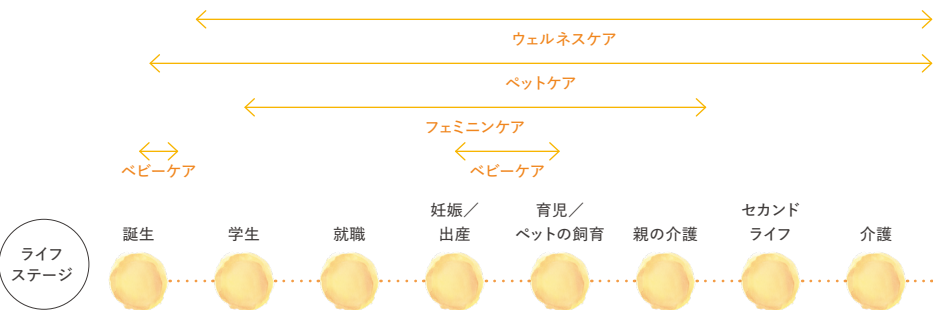 ウェルネスケア
ペットケア
フェミニンケア
ベビーケア
ベビーケア
ライフ
ステージ
誕生
学生
就職
妊娠／
出産
育児／
ペットの飼育
親の介護
セカンド
ライフ
介護